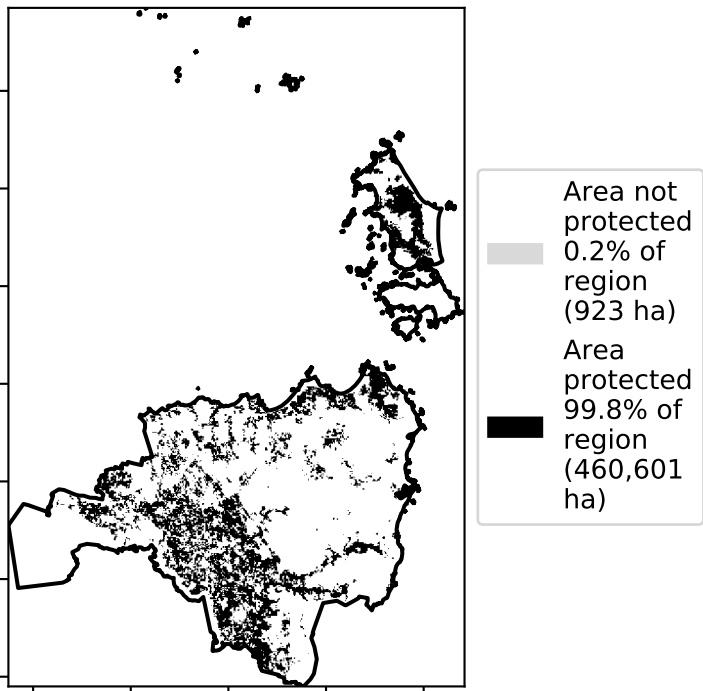 Area not
protected
0.2% of
region
(923 ha)
Area
protected
99.8% of
region
(460,601
ha)